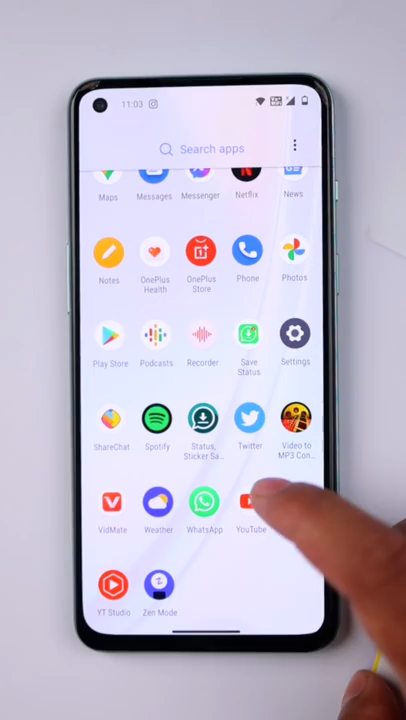 11:03
Search apps
Maps
Messages
Messenger
Netflix
News
Notes
OnePlus
Health
OnePlus
Store
Phone
Photos
Play Store
Podcasts
Recorder
Save
Status
Settings
ShareChat
Spotify
Status,
Sticker Sa...
Twitter
Video to
MP3 Con...
VidMate
Weather
WhatsApp
YouTube
YT Studio
Zen Mode